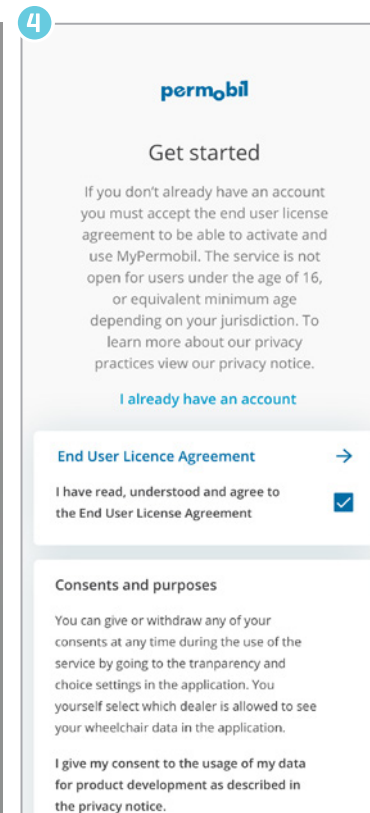 4
permobil
Get started
If you don't already have an account
you must accept the end user license
agreement to be able to activate and
use MyPermobil. The service is not
open for users under the age of 16,
or equivalent minimum age
depending on your jurisdiction. To
learn more about our privacy
practices view our privacy notice.
I already have an account
End User Licence Agreement →
I have read, understood and agree to
the End User License Agreement
Consents and purposes
You can give or withdraw any of your
consents at any time during the use of the
service by going to the tranparency and
choice settings in the application. You
yourself select which dealer is allowed to see
your wheelchair data in the application.
I give my consent to the usage of my data
for product development as described in
the privacy notice.